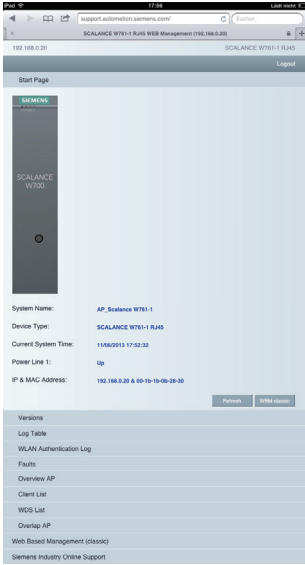 iPad 17:56 Lädt nicht
support.automation.siemens.com/ Suchen
SCALANCE W761-1 RJ45 WEB Management (192.168.0.20)
192.168.0.20 SCALANCE W761-1 RJ45
Logout
Start Page
SIEMENS
SCALANCE
W700
System Name: AP_Scalance W761-1
Device Type: SCALANCE W761-1 RJ45
Current System Time: 11/06/2013 17:52:32
Power Line 1: Up
IP & MAC Address: 192.168.0.20 & 00-1b-1b-0b-28-30
Refresh WBM classic
Versions
Log Table
WLAN Authentication Log
Faults
Overview AP
Client List
WDS List
Overlap AP
Web Based Management (classic)
Siemens Industry Online Support